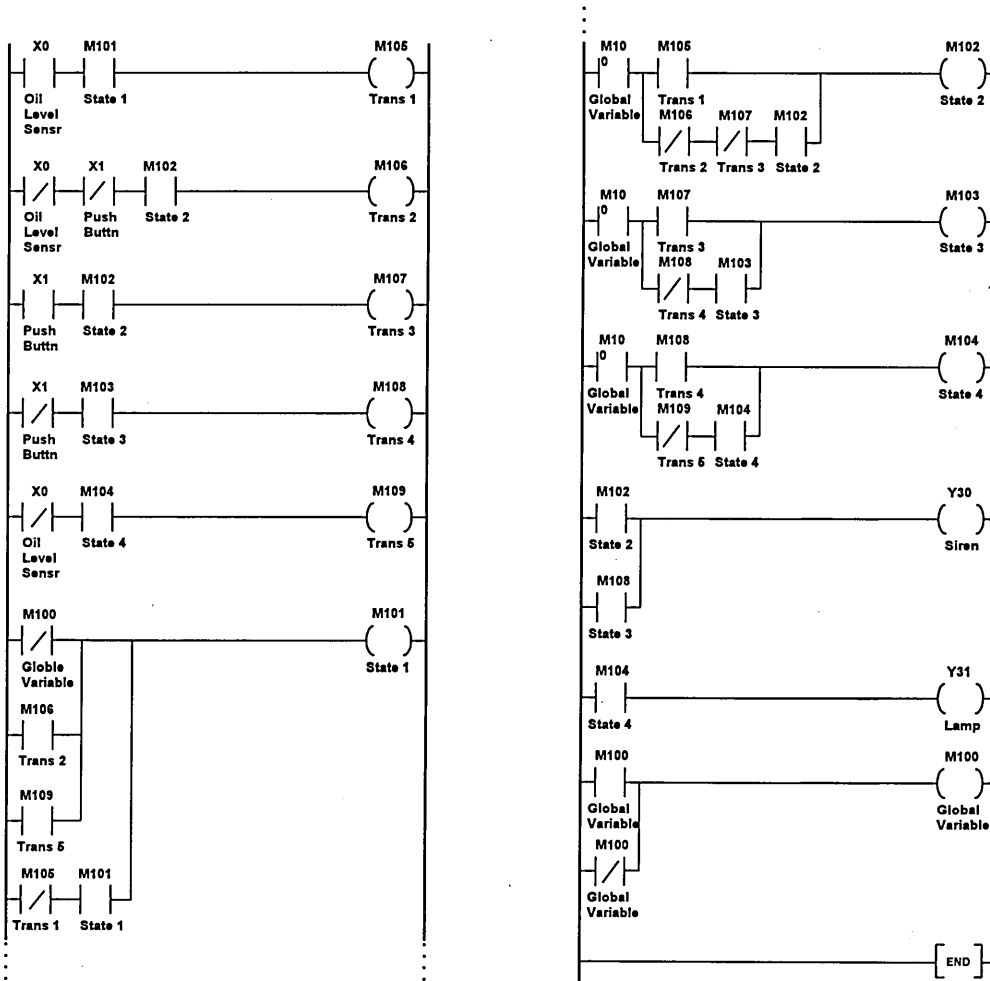 X0 M101 M105
Oil State 1 Trans 1
Level
Sensr
X0 X1 M102 M106
Oil Push State 2 Trans 2
Level Buttn
Sensr
X1 M102 M107
Push State 2 Trans 3
Buttn
X1 M103 M108
Push State 3 Trans 4
Buttn
X0 M104 M109
Oil State 4 Trans 5
Level
Sensr
M100 M101
Globle State 1
Variable
M106
Trans 2
M109
Trans 5
M105 M101
Trans 1 State 1
M10 M105 M102
0
Global Trans 1 State 2
Variable M106 M107 M102
Trans 2 Trans 3 State 2
M10 M107 M103
0
Global Trans 3 State 3
Variable M108 M103
Trans 4 State 3
M10 M108 M104
0
Global Trans 4 State 4
Variable M109 M104
Trans 5 State 4
M102 Y30
State 2 Siren
M103
State 3
M104 Y31
State 4 Lamp
M100 M100
Global Global
Variable Variable
M100
Global
Variable
END